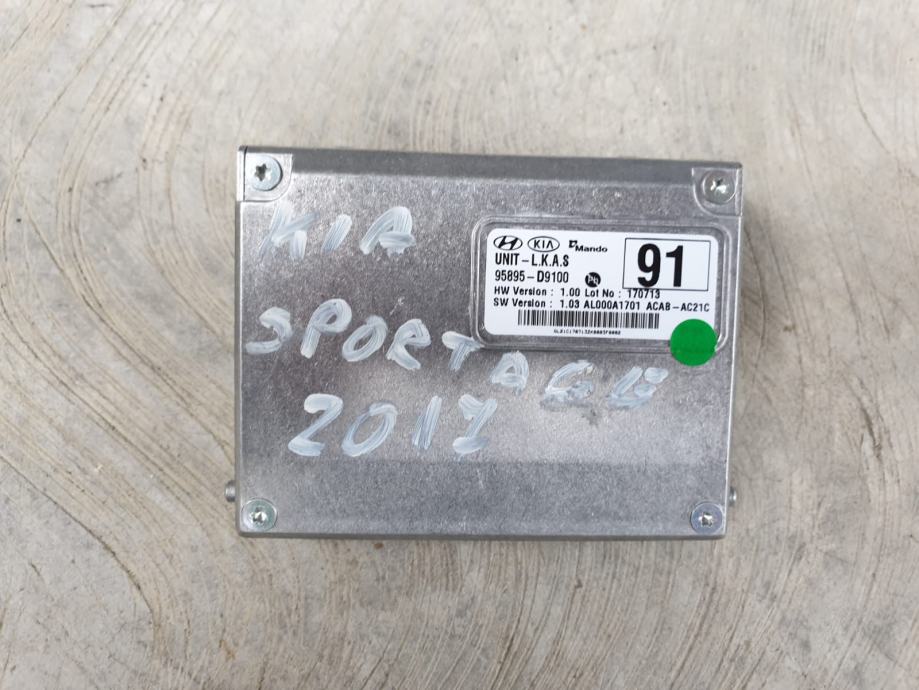 KIA
SPORTAGE
2017
KIA Mando
UNIT-L.K.A.S
95895-D9100
91
HW Version : 1.00 Lot No : 170713
SW Version : 1.03 AL000A1701 ACAB-AC21C